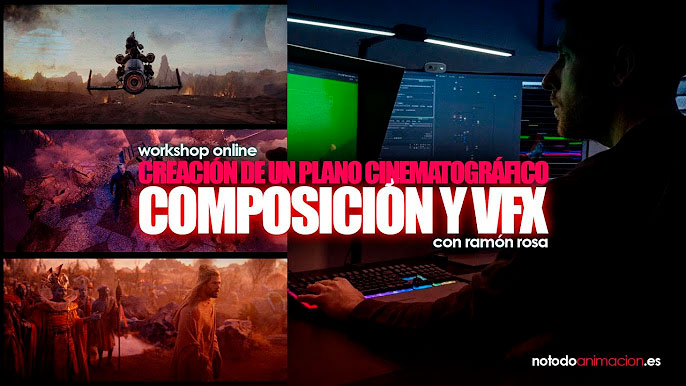 workshop online
CREACIÓN DE UN PLANO CINEMATOGRÁFICO
COMPOSICIÓN Y VFX
con ramón rosa
notodoanimacion.es